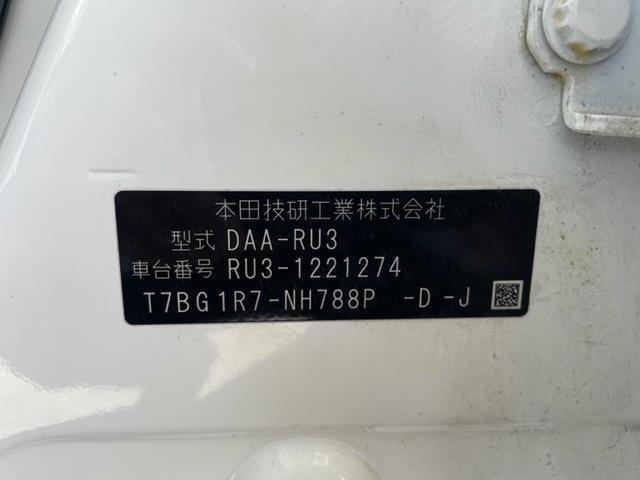 本田技研工業株式会社
型式 DAA-RU3
車台番号 RU3-1221274
T7BG1R7-NH788P -D-J